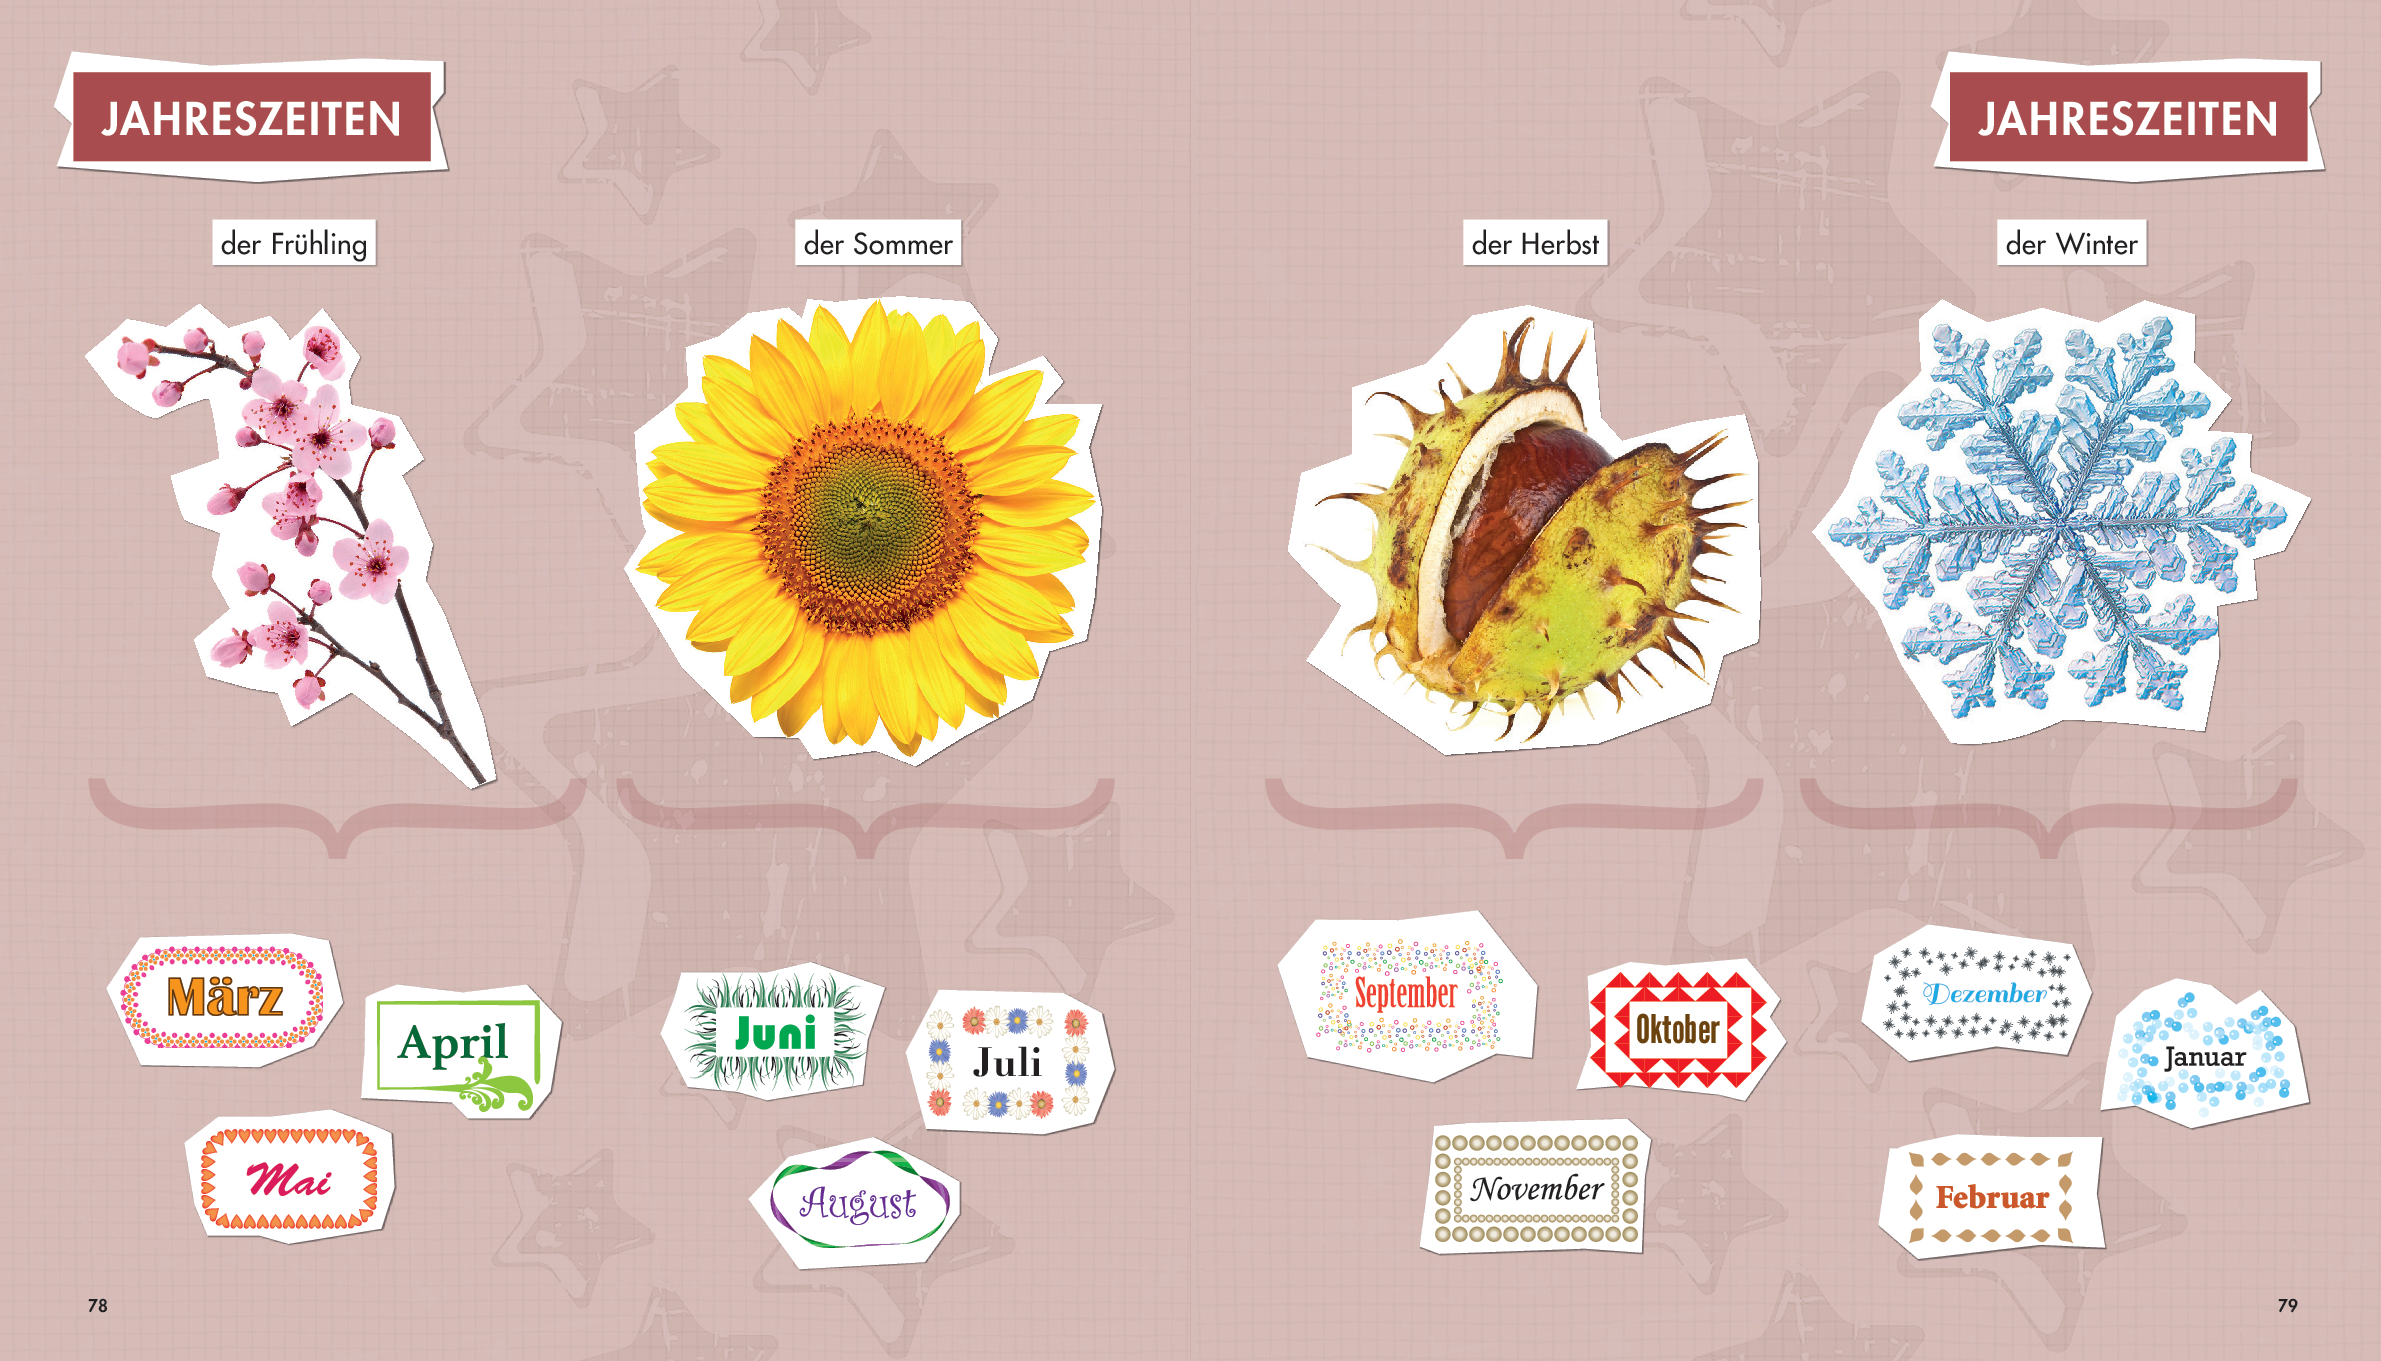 JAHRESZEITEN
der Frühling
der Sommer
März
April
Mai
Juni
Juli
August
78
JAHRESZEITEN
der Herbst
der Winter
September
Oktober
November
Dezember
Januar
Februar
79